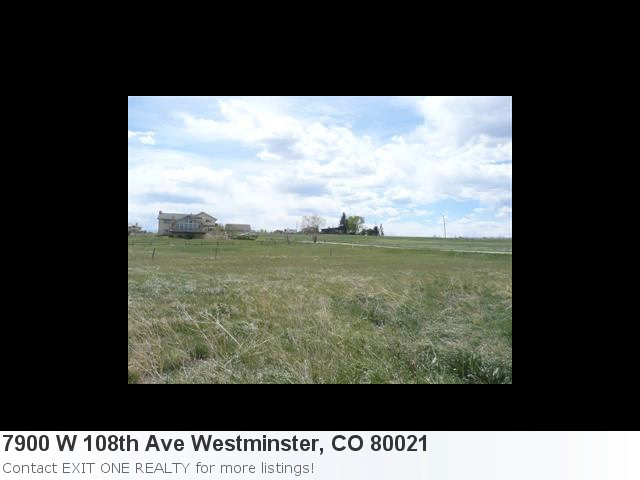 7900 W 108th Ave Westminster, CO 80021
Contact EXIT ONE REALTY for more listings!